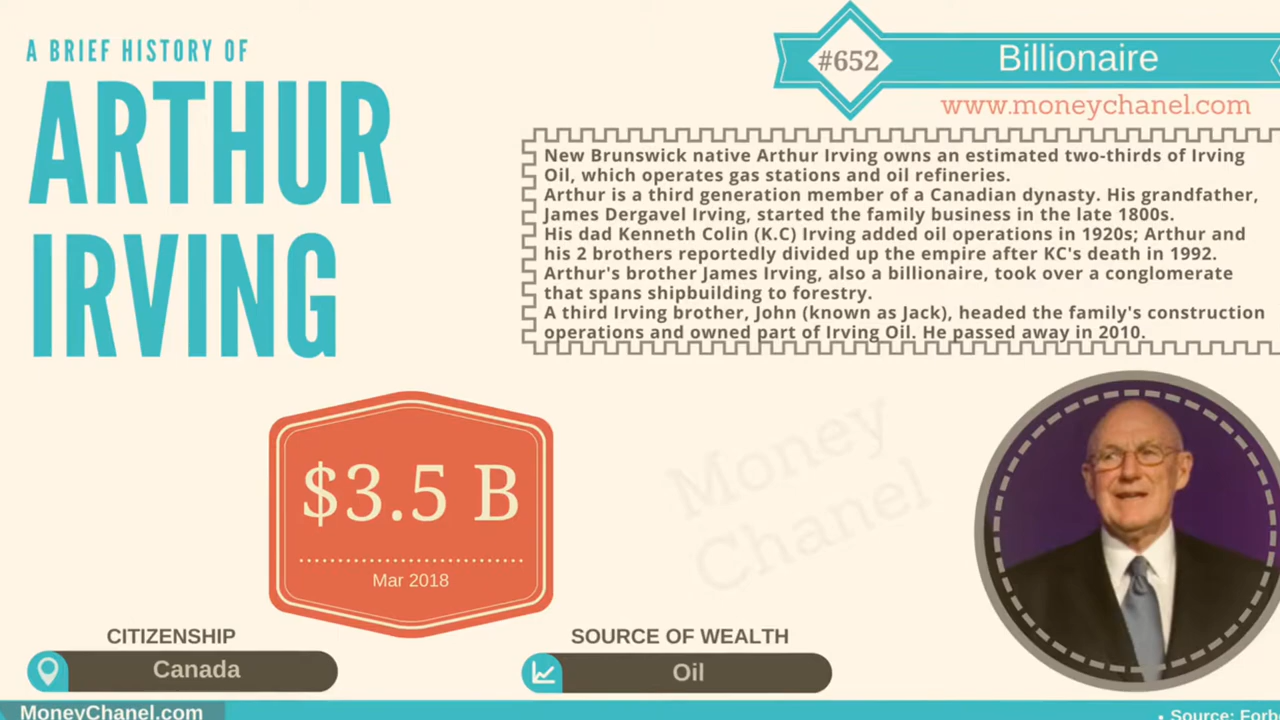 A BRIEF HISTORY OF
ARTHUR
IRVING
#652
Billionaire
www.moneychanel.com
New Brunswick native Arthur Irving owns an estimated two-thirds of Irving
Oil, which operates gas stations and oil refineries.
Arthur is a third generation member of a Canadian dynasty. His grandfather,
James Dergavel Irving, started the family business in the late 1800s.
His dad Kenneth Colin (K.C) Irving added oil operations in 1920s; Arthur and
his 2 brothers reportedly divided up the empire after KC's death in 1992.
Arthur's brother James Irving, also a billionaire, took over a conglomerate
that spans shipbuilding to forestry.
A third Irving brother, John (known as Jack), headed the family's construction
operations and owned part of Irving Oil. He passed away in 2010.
$3.5 B
Mar 2018
Money
Chanel
CITIZENSHIP
Canada
SOURCE OF WEALTH
Oil
MoneyChanel.com
• Source: Forb